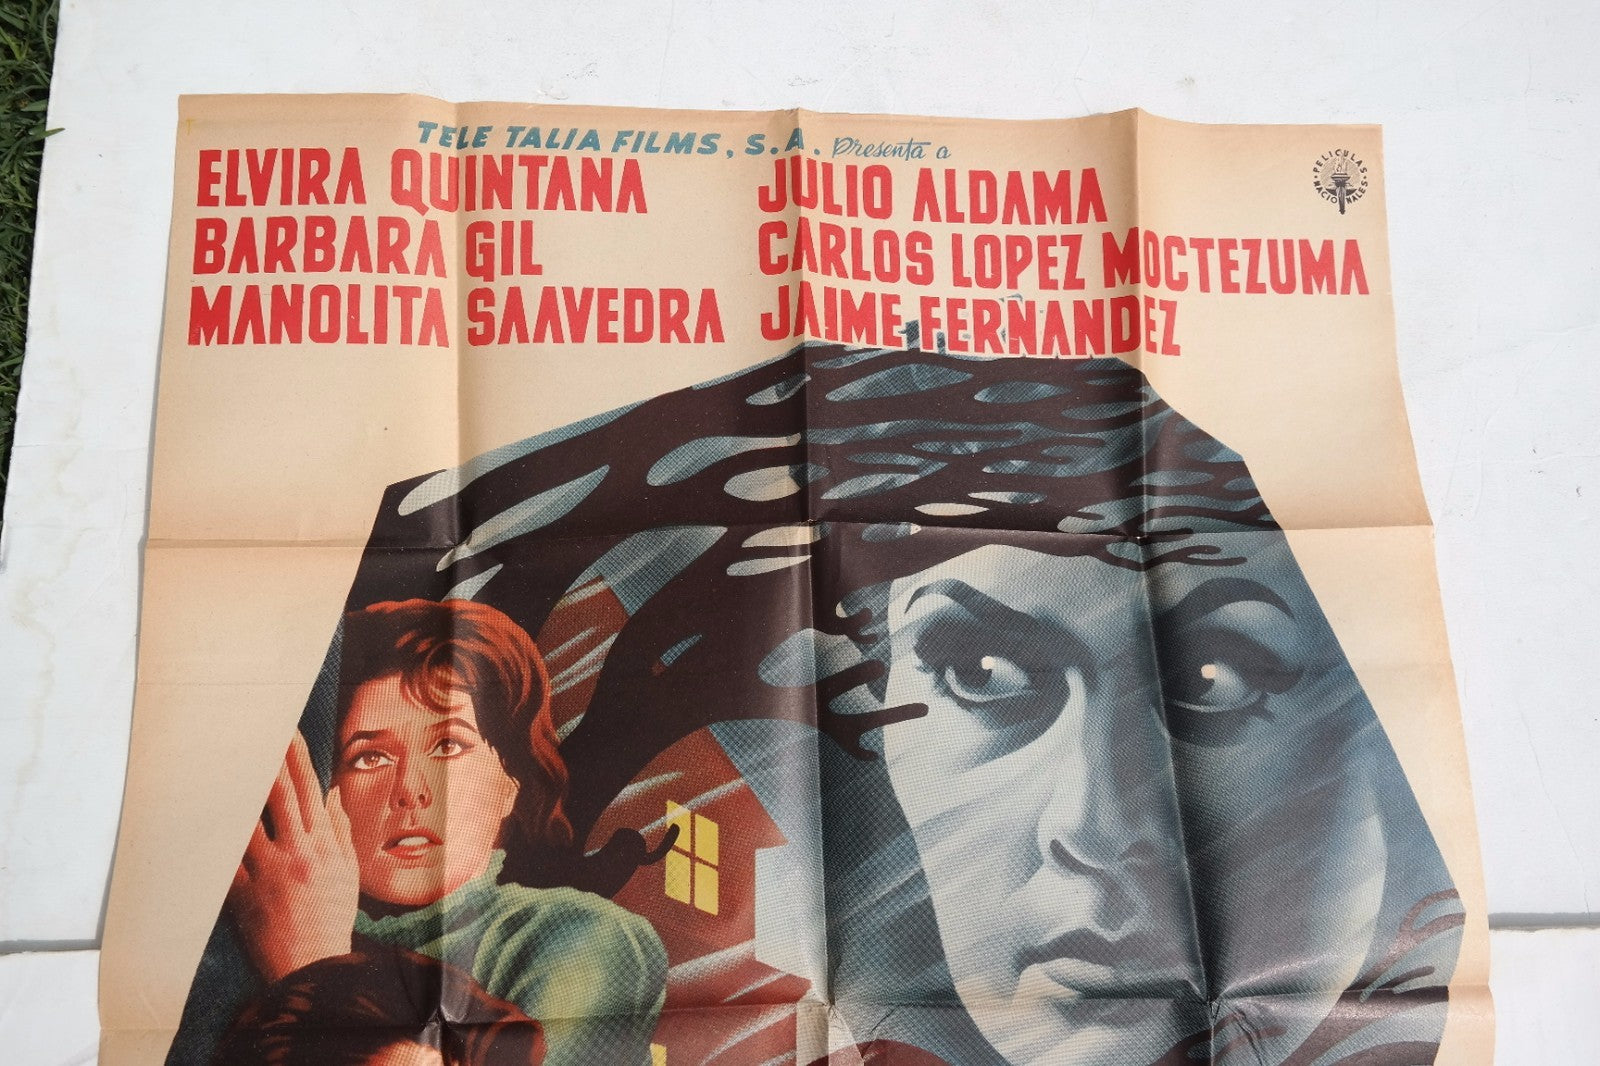 TELE TALIA FILMS, S.A. Presenta a
ELVIRA QUINTANA JULIO ALDAMA
BARBARA GIL CARLOS LOPEZ MOCTEZUMA
MANOLITA SAAVEDRA JAIME FERNANDEZ
PELICULAS
NACIONALES